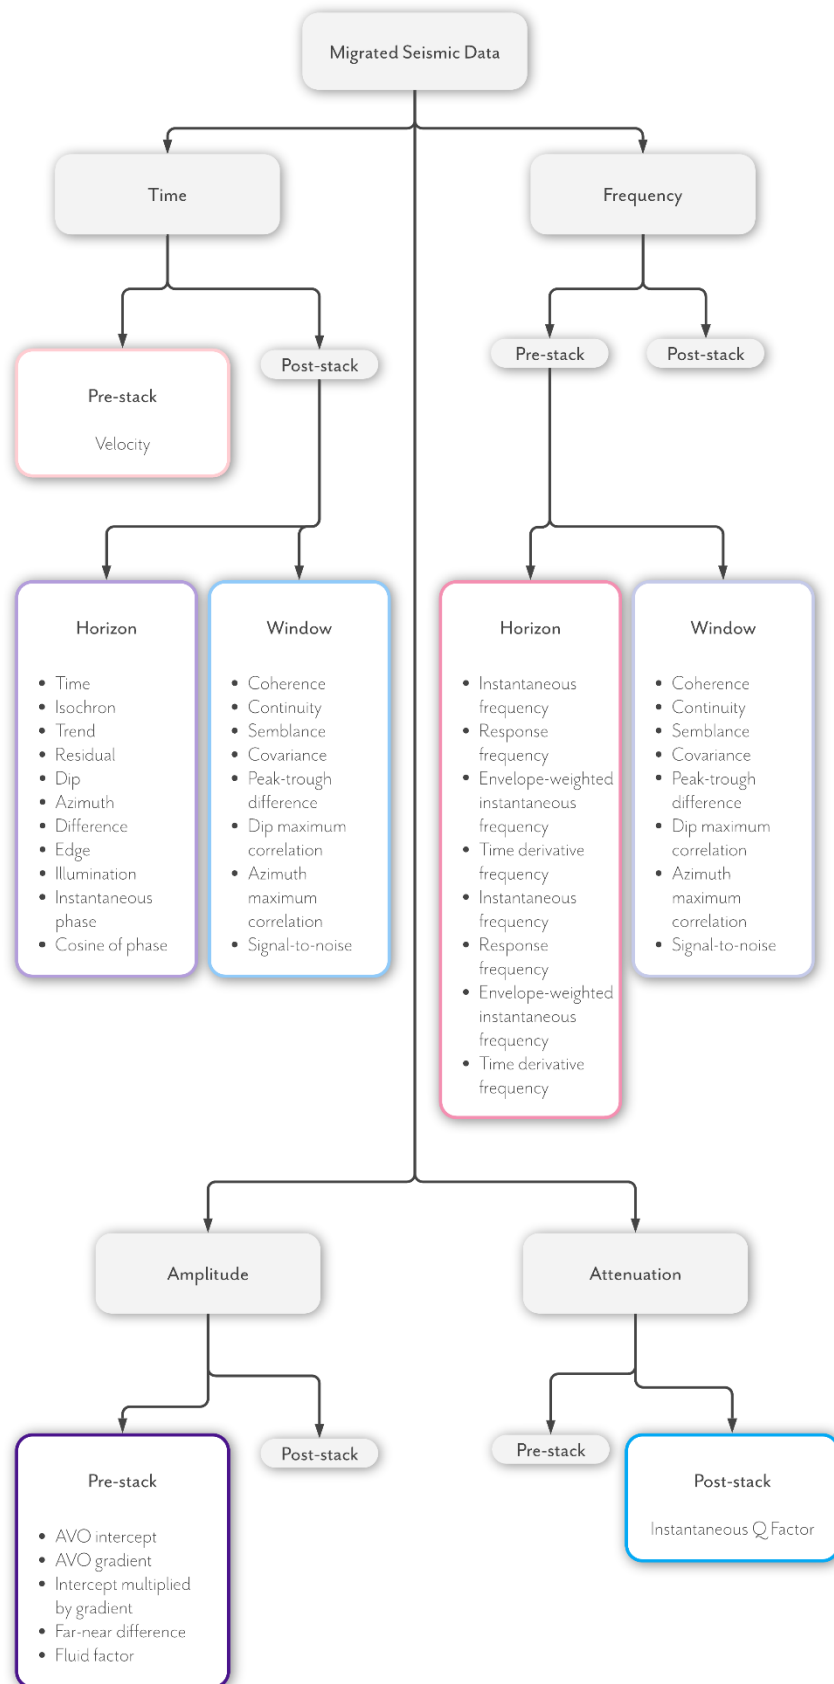 Migrated Seismic Data
Time
Frequency
Pre-stack
Velocity
Post-stack
Pre-stack
Post-stack
Horizon
• Time
• Isochron
• Trend
• Residual
• Dip
• Azimuth
• Difference
• Edge
• Illumination
• Instantaneous
phase
• Cosine of phase
Window
• Coherence
• Continuity
• Semblance
• Covariance
• Peak-trough
difference
• Dip maximum
correlation
• Azimuth
maximum
correlation
• Signal-to-noise
Horizon
• Instantaneous
frequency
• Response
frequency
• Envelope-weighted
instantaneous
frequency
• Time derivative
frequency
• Instantaneous
frequency
• Response
frequency
• Envelope-weighted
instantaneous
frequency
• Time derivative
frequency
Window
• Coherence
• Continuity
• Semblance
• Covariance
• Peak-trough
difference
• Dip maximum
correlation
• Azimuth
maximum
correlation
• Signal-to-noise
Amplitude
Attenuation
Pre-stack
• AVO intercept
• AVO gradient
• Intercept multiplied
by gradient
• Far-near difference
• Fluid factor
Post-stack
Pre-stack
Post-stack
Instantaneous Q Factor